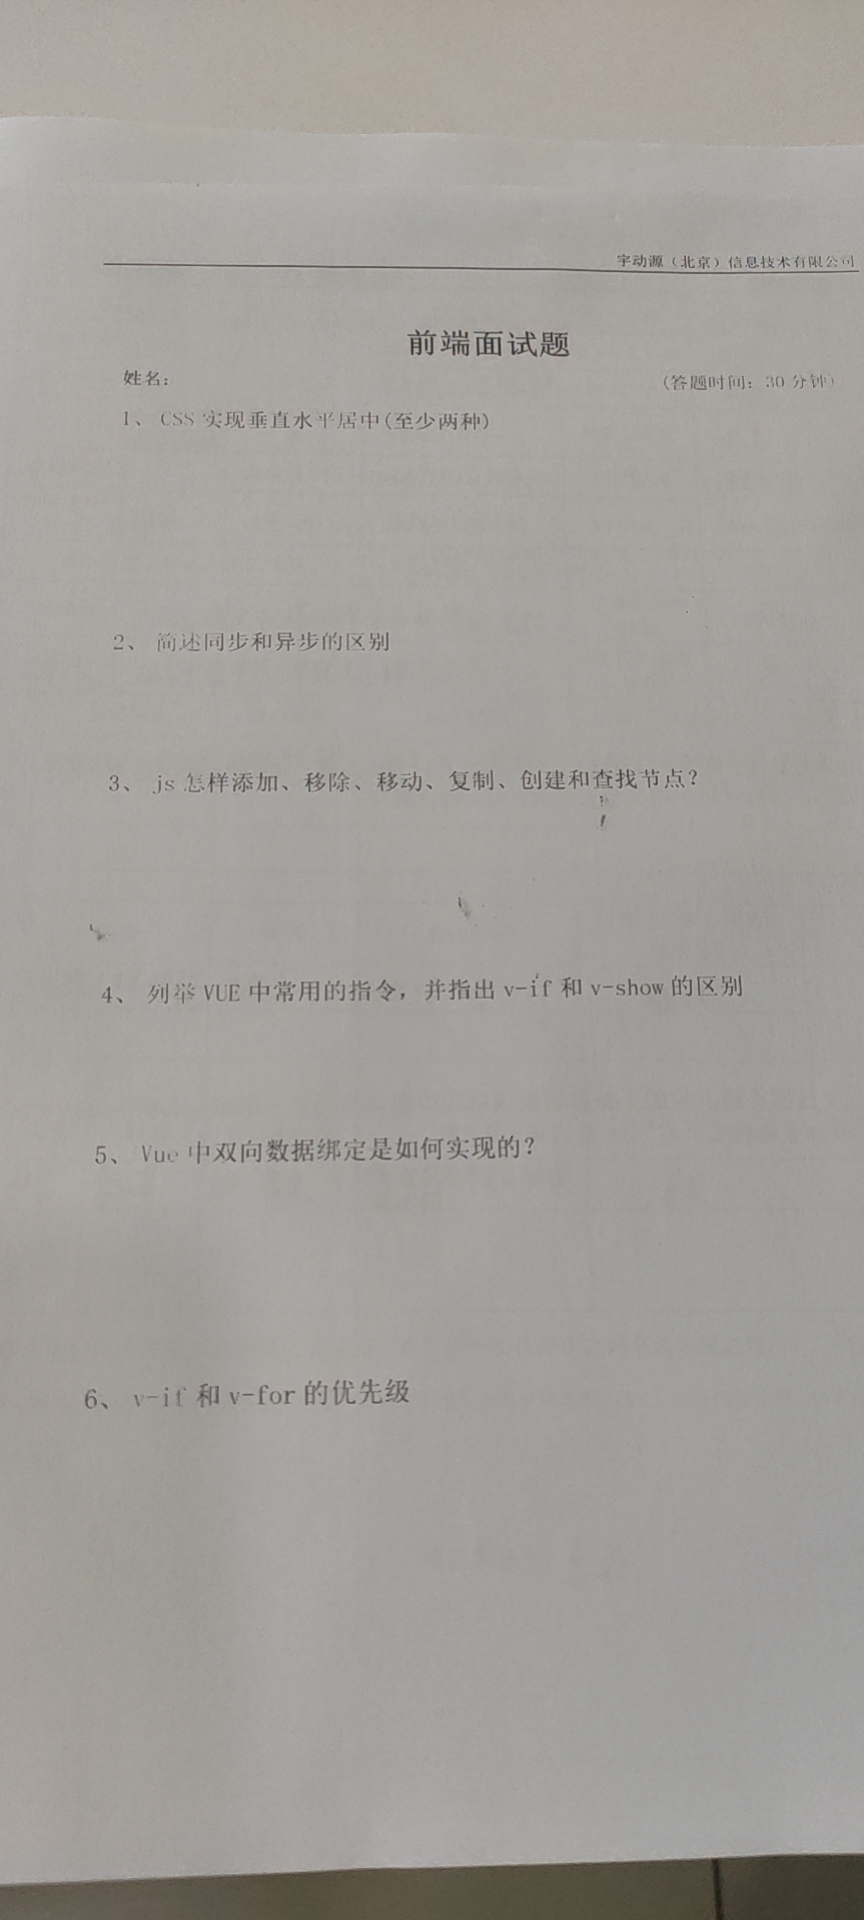 宇动源（北京）信息技术有限公司
前端面试题
姓名：
（答题时间：30 分钟）
1、 CSS 实现垂直水平居中(至少两种)
2、 简述同步和异步的区别
3、 js 怎样添加、移除、移动、复制、创建和查找节点？
4、 列举 VUE 中常用的指令，并指出 v-if 和 v-show 的区别
5、 Vue 中双向数据绑定是如何实现的？
6、 v-if 和 v-for 的优先级